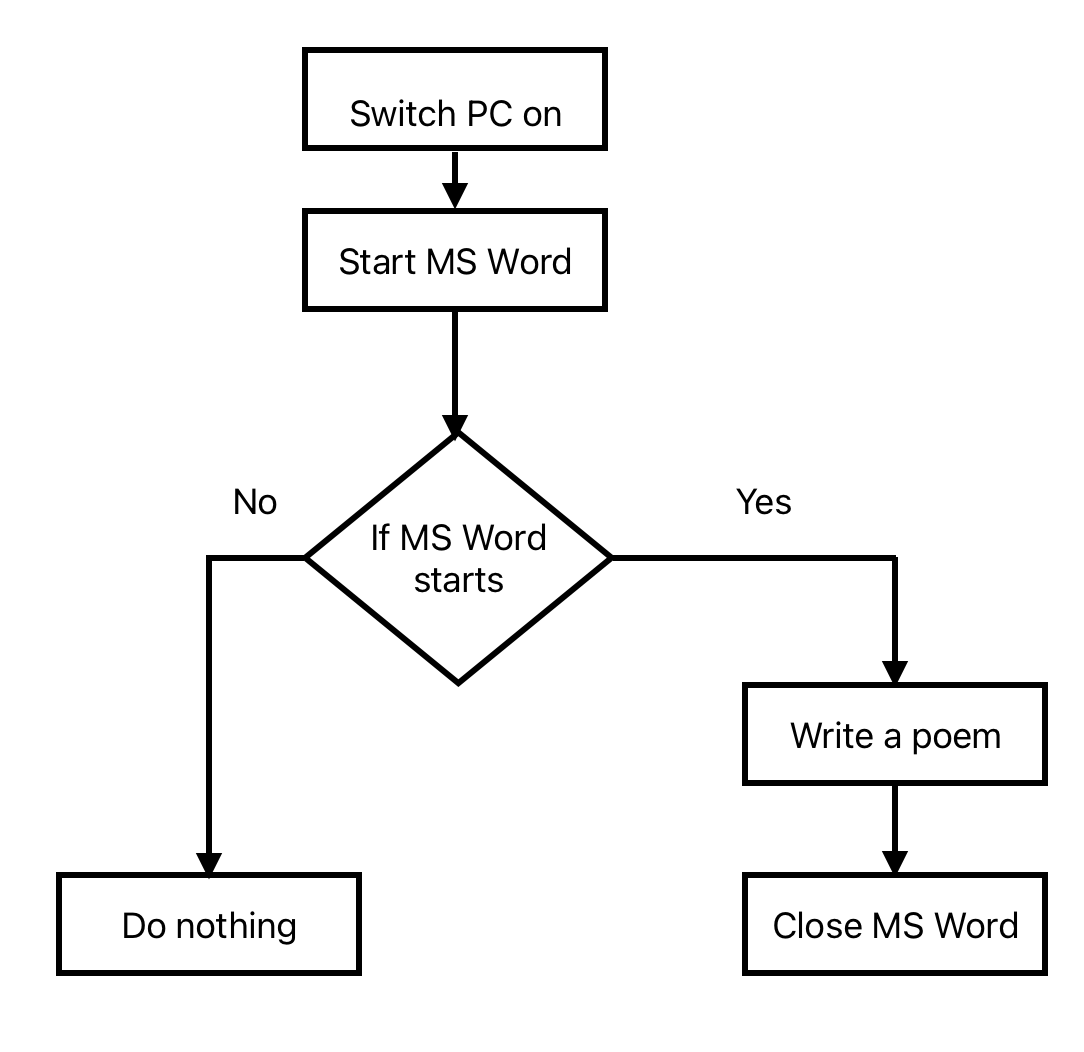 Switch PC on
Start MS Word
No
Yes
If MS Word
starts
Write a poem
Do nothing
Close MS Word